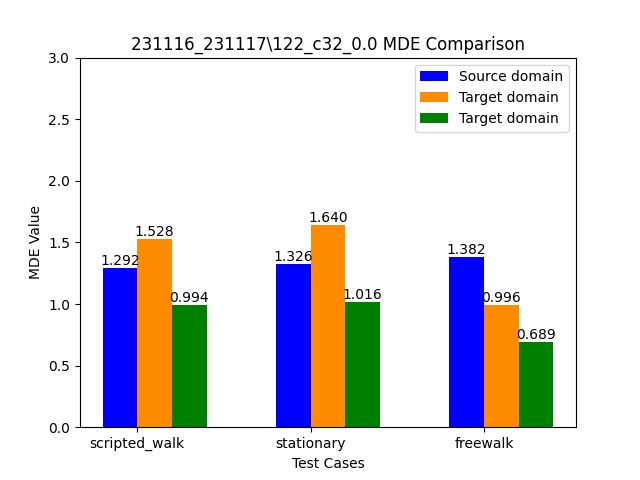 231116_231117\122_c32_0.0 MDE Comparison
Source domain
Target domain
Target domain
MDE Value
3.0
2.5
2.0
1.5
1.0
0.5
0.0
1.292
1.528
0.994
1.326
1.640
1.016
1.382
0.996
0.689
scripted_walk
stationary
freewalk
Test Cases